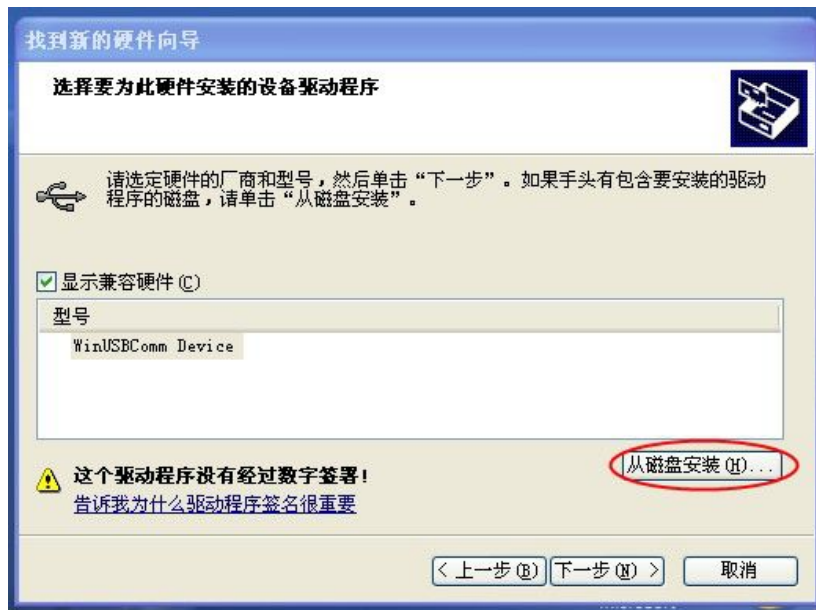 找到新的硬件向导
选择要为此硬件安装的设备驱动程序
请选定硬件的厂商和型号，然后单击“下一步”。如果手头有包含要安装的驱动
程序的磁盘，请单击“从磁盘安装”。
显示兼容硬件(C)
型号
WinUSBComm Device
从磁盘安装(H)...
这个驱动程序没有经过数字签署!
告诉我为什么驱动程序签名很重要
< 上一步(B) 下一步(N) > 取消